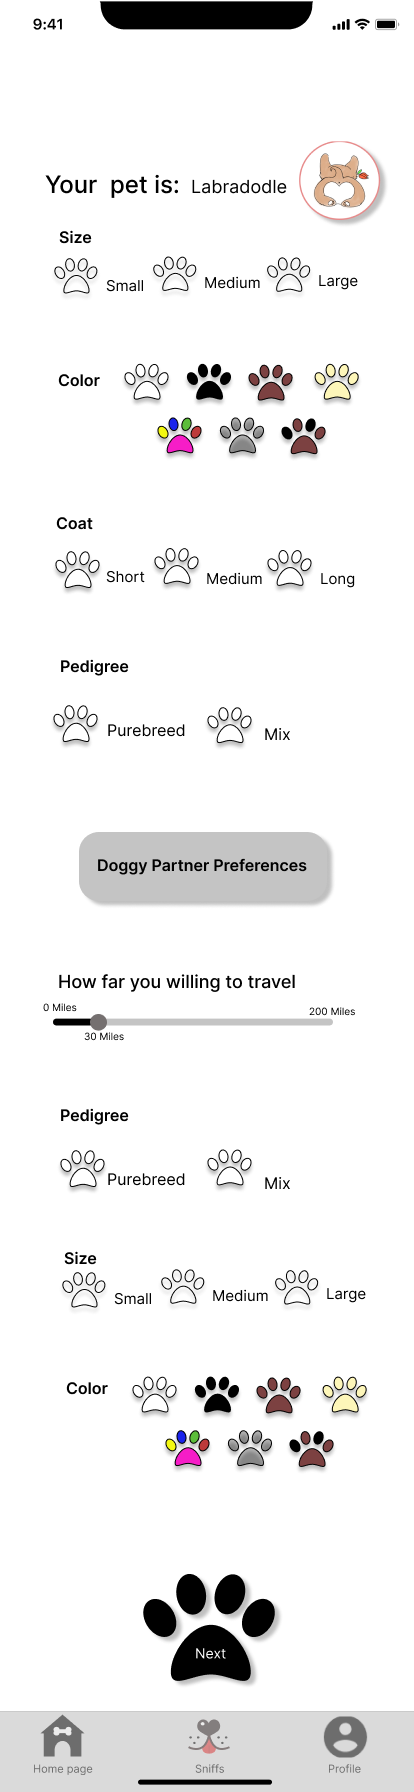 9:41
Your pet is: Labradodle
Size
Small Medium Large
Color
Coat
Short Medium Long
Pedigree
Purebreed Mix
Doggy Partner Preferences
How far you willing to travel
0 Miles 200 Miles
30 Miles
Pedigree
Purebreed Mix
Size
Small Medium Large
Color
Next
Home page Sniffs Profile